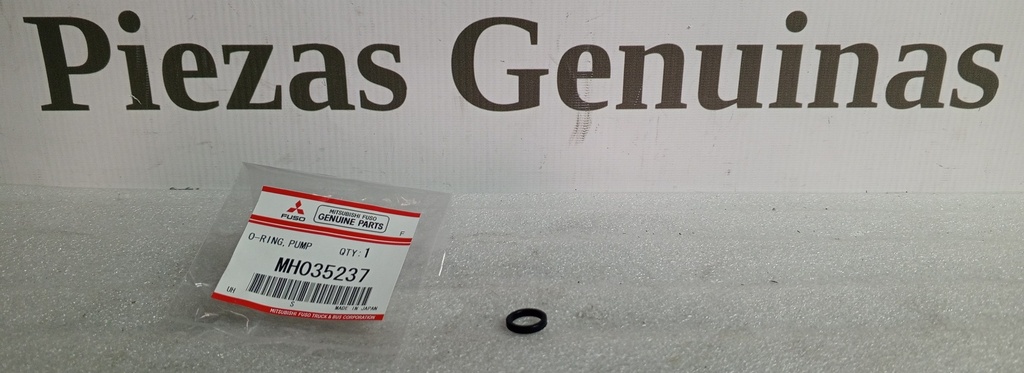 Piezas Genuinas
FUSO
MITSUBISHI FUSO
GENUINE PARTS
F
O-RING, PUMP
QTY: 1
MH035237
UH
S
MADE IN JAPAN
MITSUBISHI FUSO TRUCK & BUS CORPORATION